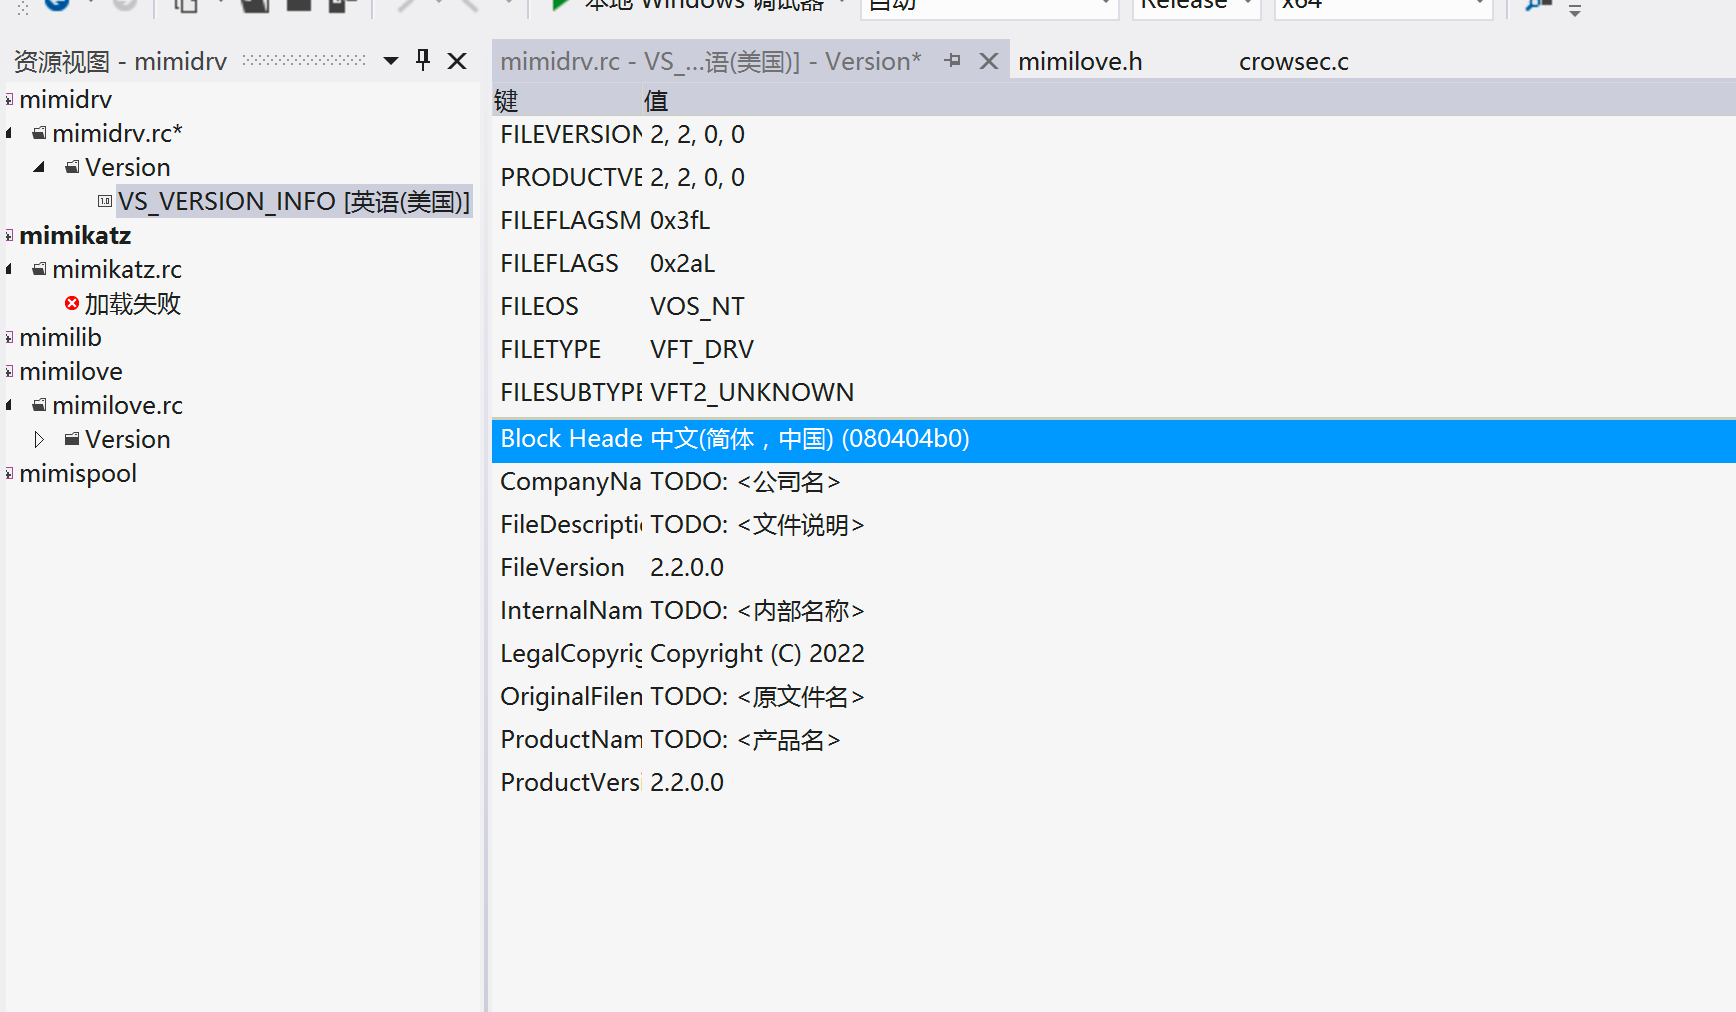 本地 Windows 调试器
自动
Release
x64
资源视图 - mimidrv
mimidrv.rc - VS_...语(美国)] - Version*
mimilove.h
crowsec.c
mimidrv
mimidrv.rc*
Version
VS_VERSION_INFO [英语(美国)]
mimikatz
mimikatz.rc
加载失败
mimilib
mimilove
mimilove.rc
Version
mimispool
键 值
FILEVERSION 2, 2, 0, 0
PRODUCTVE 2, 2, 0, 0
FILEFLAGSM 0x3fL
FILEFLAGS 0x2aL
FILEOS VOS_NT
FILETYPE VFT_DRV
FILESUBTYPE VFT2_UNKNOWN
Block Heade 中文(简体，中国) (080404b0)
CompanyNa TODO: <公司名>
FileDescripti TODO: <文件说明>
FileVersion 2.2.0.0
InternalNam TODO: <内部名称>
LegalCopyrig Copyright (C) 2022
OriginalFilen TODO: <原文件名>
ProductNam TODO: <产品名>
ProductVersi 2.2.0.0